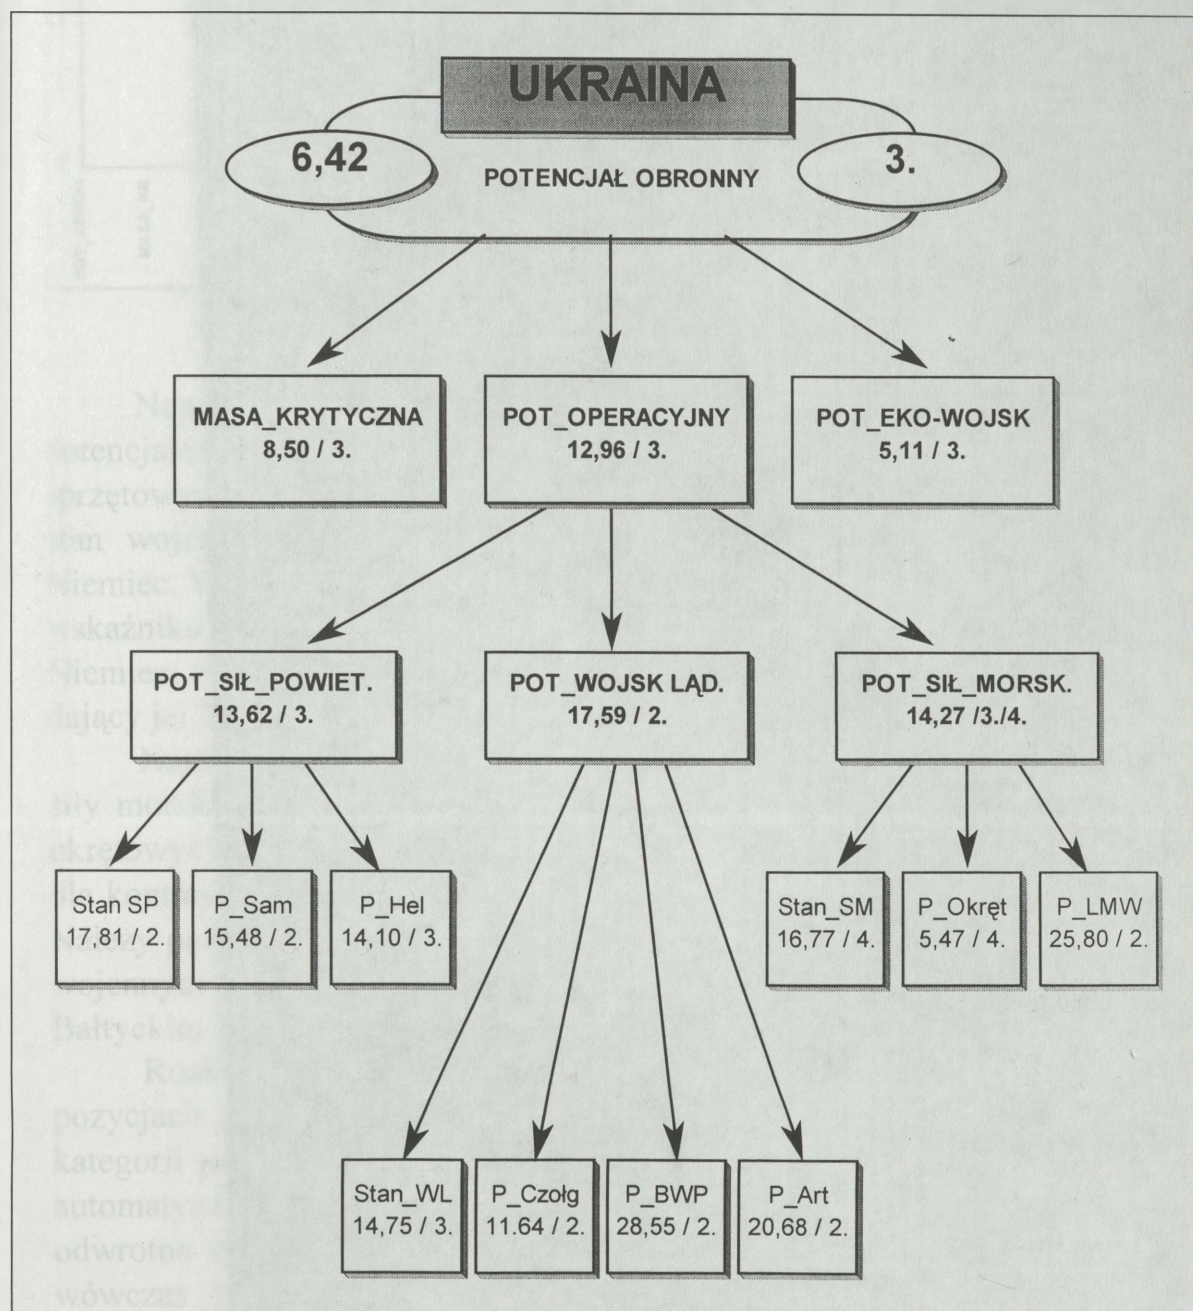 UKRAINA
6,42
POTENCJAŁ OBRONNY
3.
MASA_KRYTYCZNA
8,50 / 3.
POT_OPERACYJNY
12,96 / 3.
POT_EKO-WOJSK
5,11 / 3.
POT_SIŁ_POWIET.
13,62 / 3.
POT_WOJSK LĄD.
17,59 / 2.
POT_SIŁ_MORSK.
14,27 /3./4.
Stan SP
17,81 / 2.
P_Sam
15,48 / 2.
P_Hel
14,10 / 3.
Stan_SM
16,77 / 4.
P_Okręt
5,47 / 4.
P_LMW
25,80 / 2.
Stan_WL
14,75 / 3.
P_Czołg
11.64 / 2.
P_BWP
28,55 / 2.
P_Art
20,68 / 2.